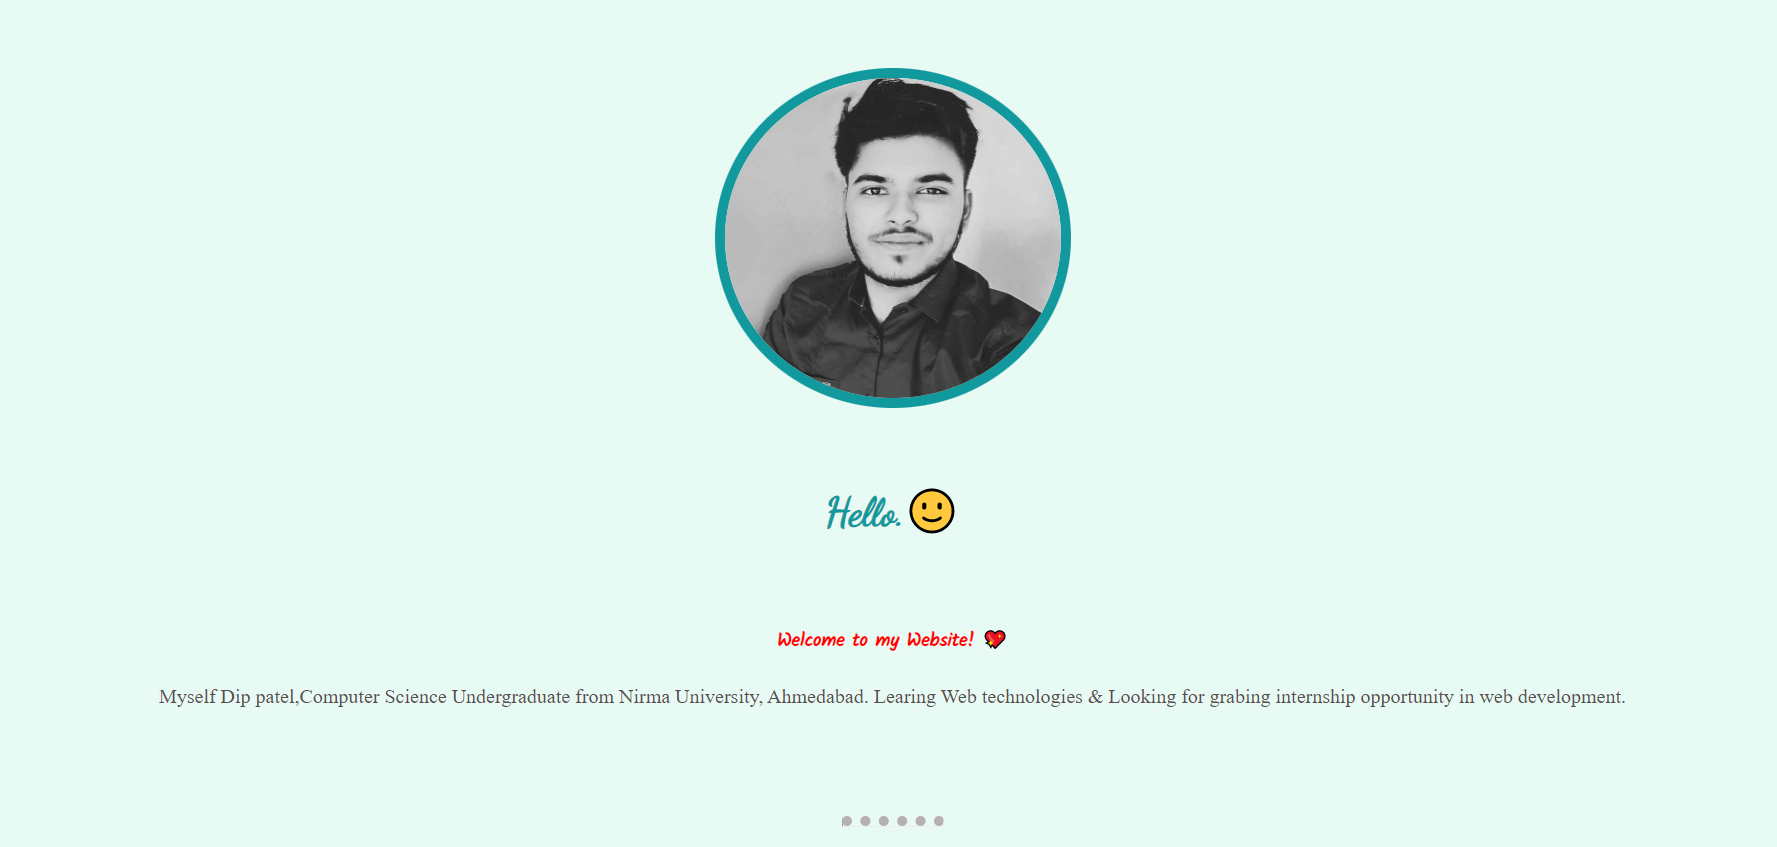 Hello.
Welcome to my Website!
Myself Dip patel,Computer Science Undergraduate from Nirma University, Ahmedabad. Learing Web technologies & Looking for grabing internship opportunity in web development.